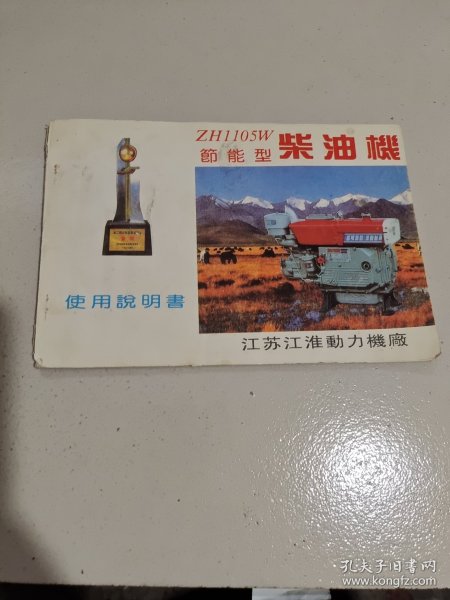 ZH1105W
節能型 柴油機
使用說明書
江苏江淮動力機廠
孔夫子旧书网
www.kongfz.com